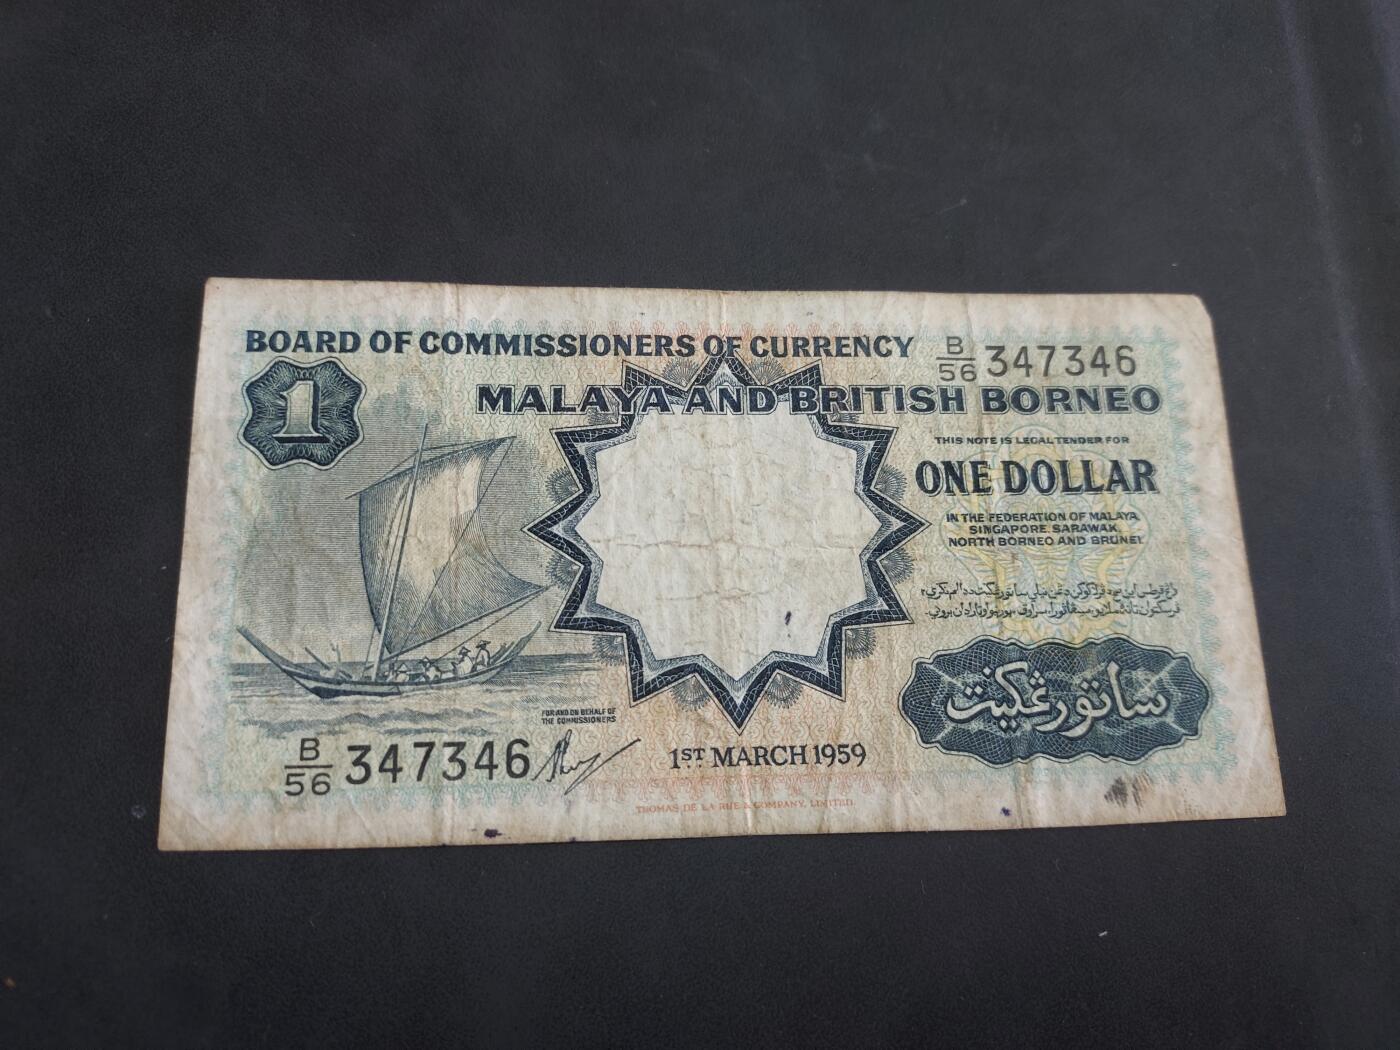 BOARD OF COMMISSIONERS OF CURRENCY
B/56 347346
1
MALAYA AND BRITISH BORNEO
THIS NOTE IS LEGAL TENDER FOR
ONE DOLLAR
IN THE FEDERATION OF MALAYA,
SINGAPORE, SARAWAK,
NORTH BORNEO AND BRUNEI.
ساتو رڠݢيت
FOR AND ON BEHALF OF
THE COMMISSIONERS
B/56 347346
1ST MARCH 1959
THOMAS DE LA RUE & COMPANY, LIMITED.